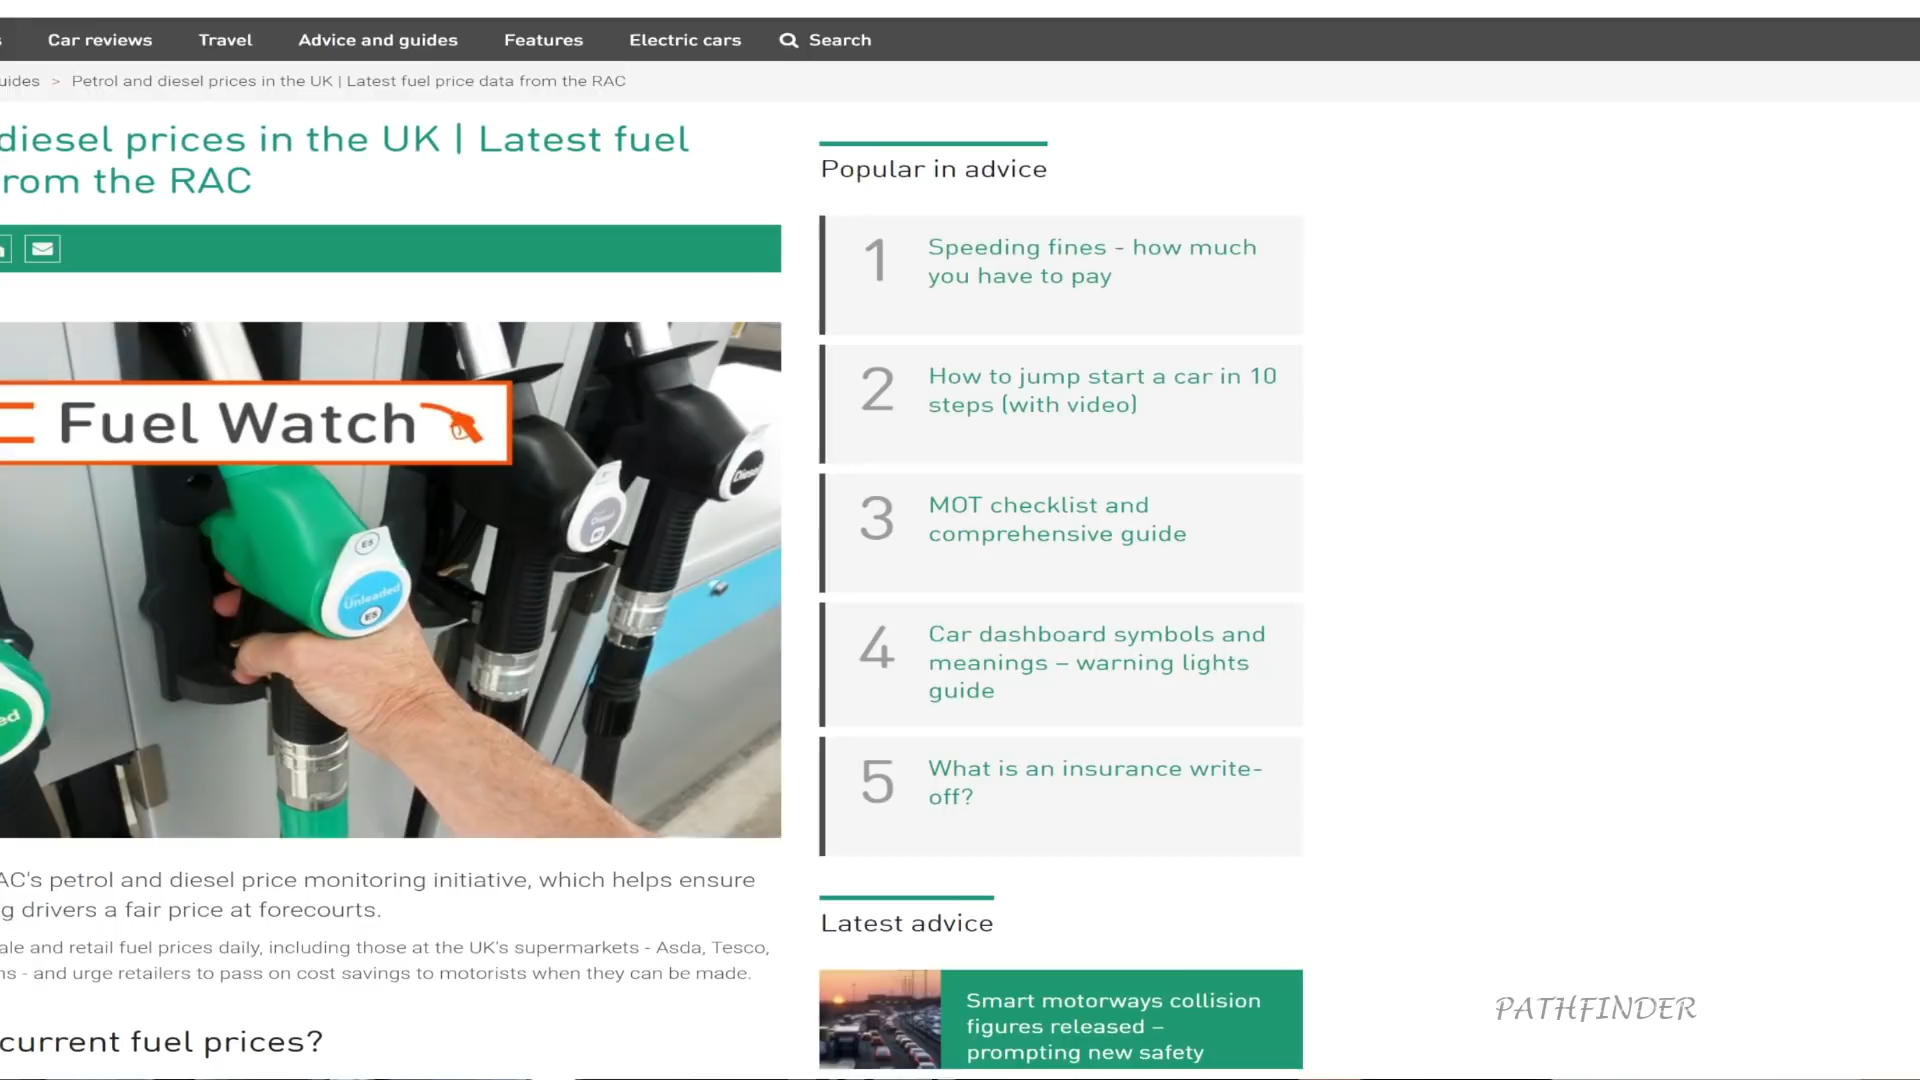 Car reviews Travel Advice and guides Features Electric cars Search
uides > Petrol and diesel prices in the UK | Latest fuel price data from the RAC
diesel prices in the UK | Latest fuel
rom the RAC
Fuel Watch
E5
Unleaded
E5
Diesel
Diesel
ed
AC's petrol and diesel price monitoring initiative, which helps ensure
g drivers a fair price at forecourts.
ale and retail fuel prices daily, including those at the UK's supermarkets - Asda, Tesco,
ns - and urge retailers to pass on cost savings to motorists when they can be made.
current fuel prices?
Popular in advice
1 Speeding fines - how much
you have to pay
2 How to jump start a car in 10
steps (with video)
3 MOT checklist and
comprehensive guide
4 Car dashboard symbols and
meanings – warning lights
guide
5 What is an insurance write-
off?
Latest advice
Smart motorways collision
figures released –
prompting new safety
PATHFINDER